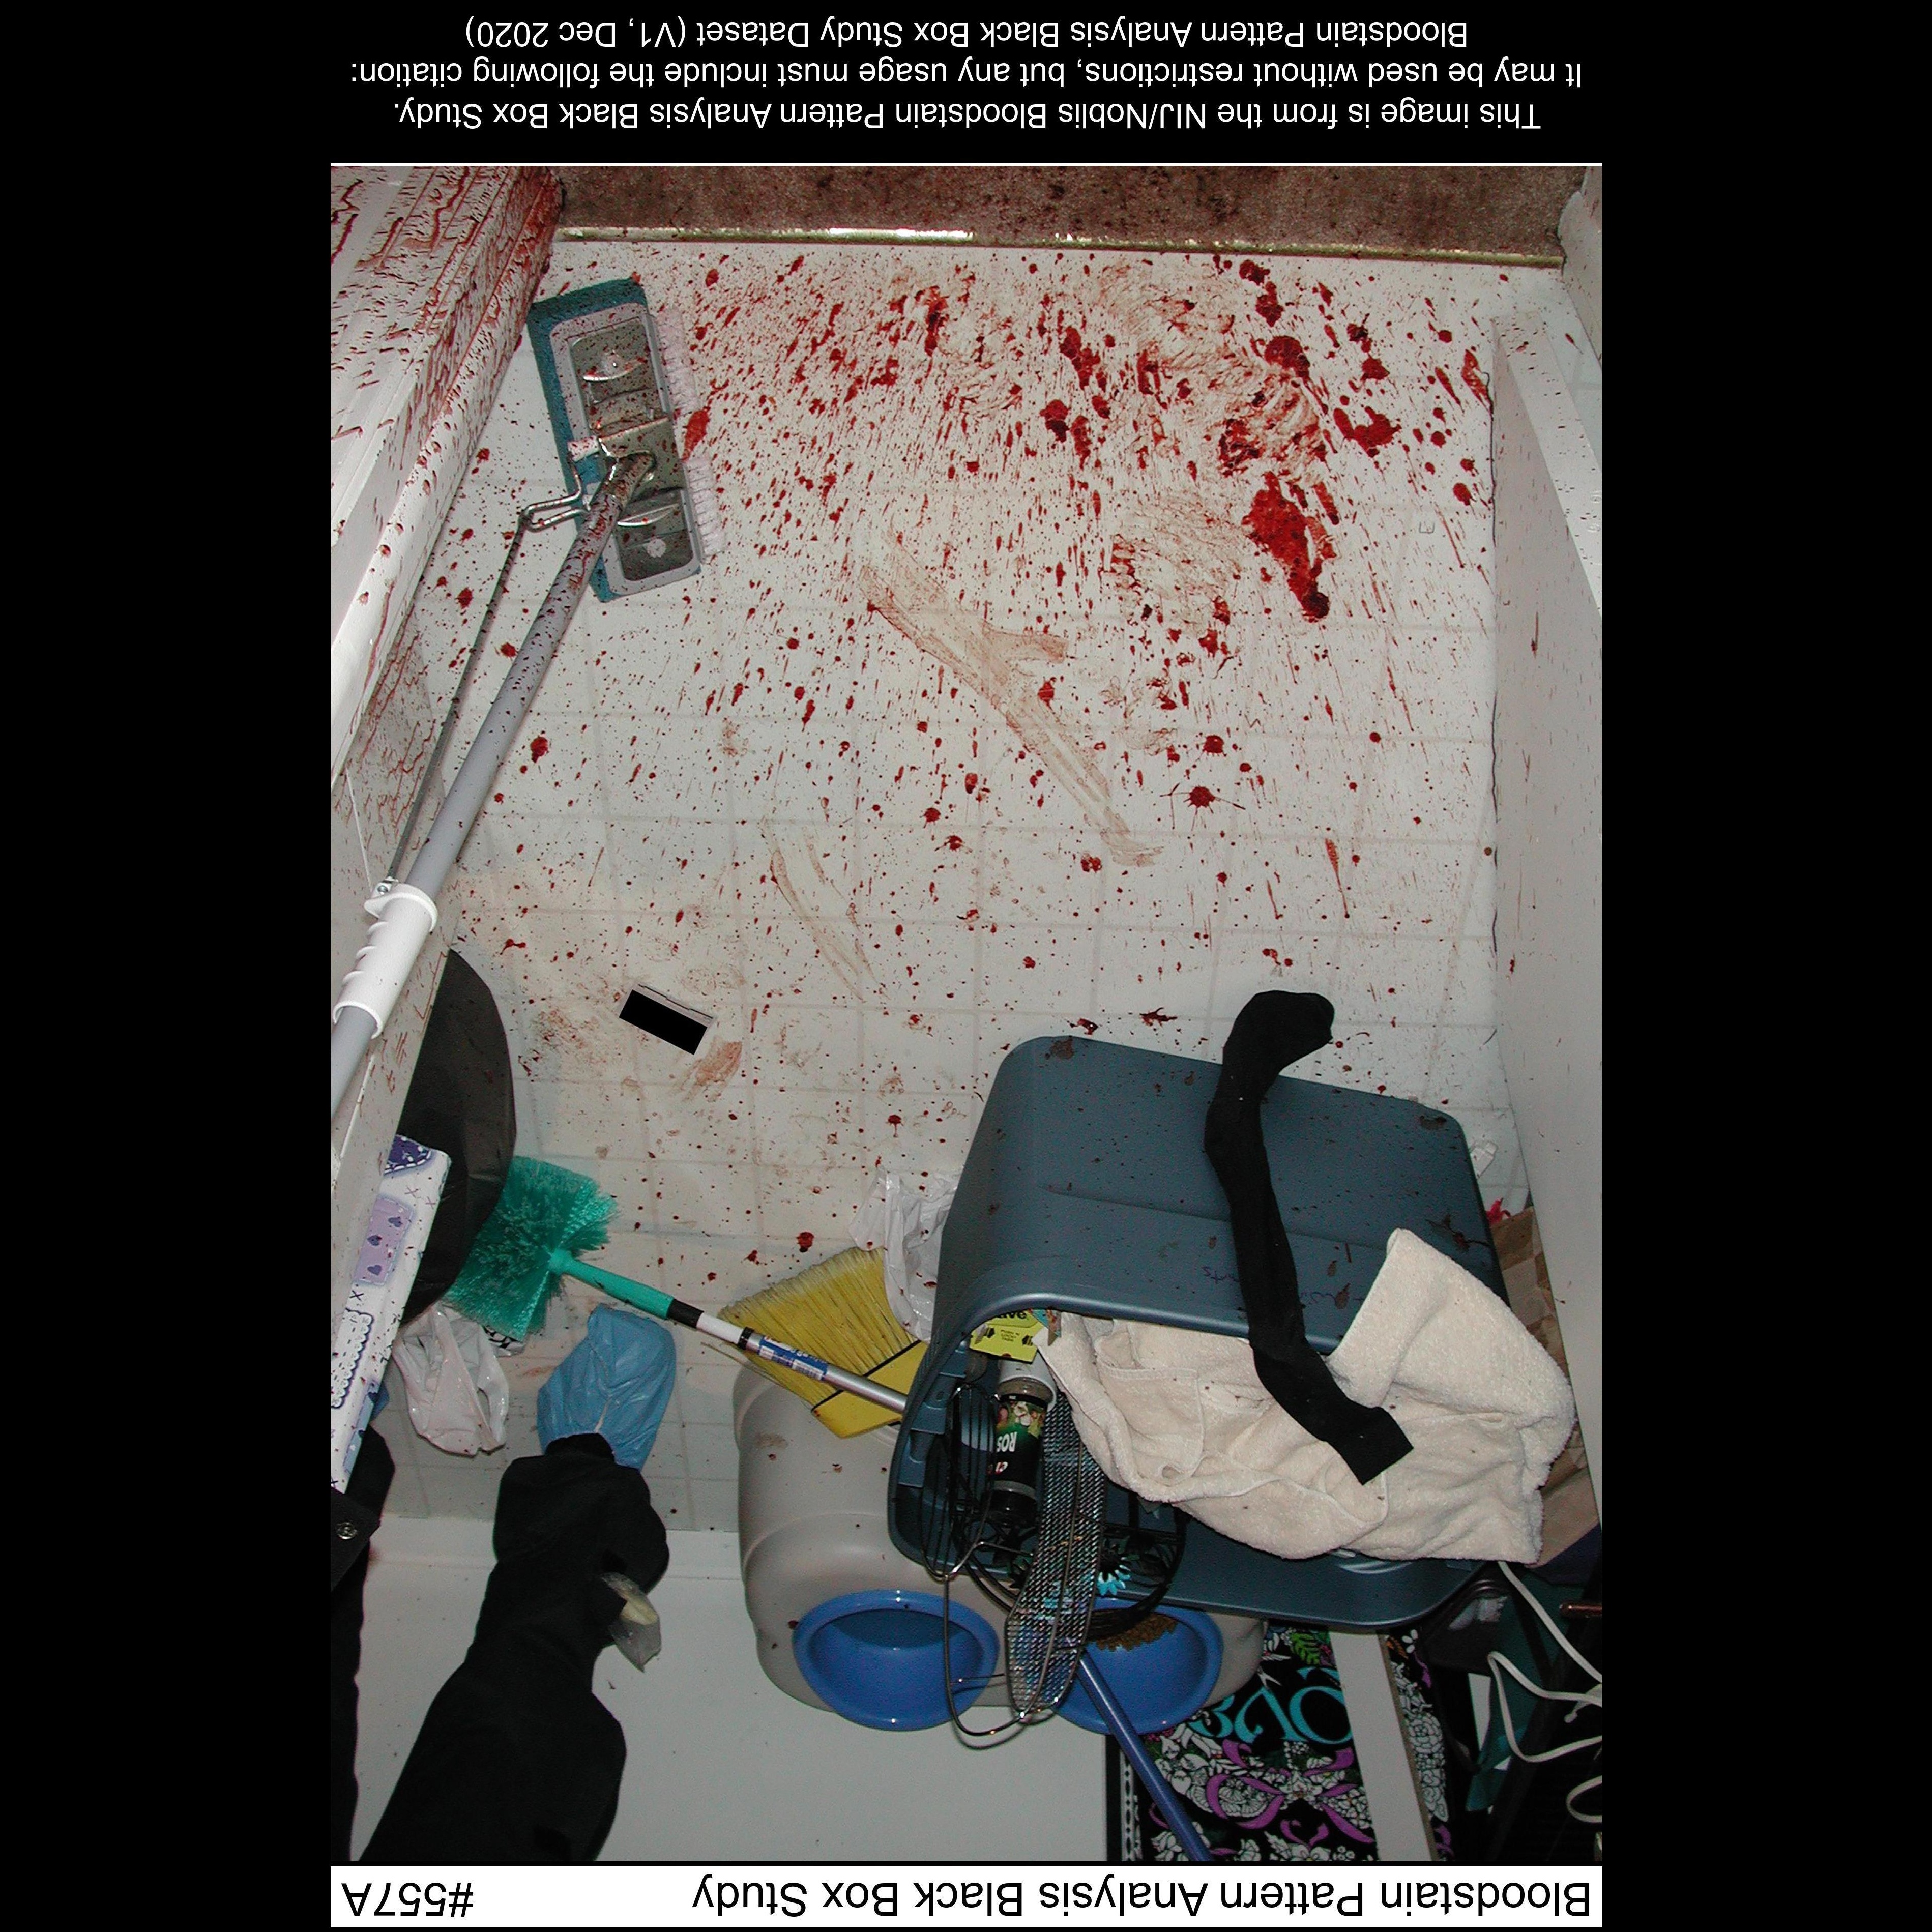 Bloodstain Pattern Analysis Black Box Study #557A
ROS
This image is from the NIJ/Noblis Bloodstain Pattern Analysis Black Box Study.
It may be used without restrictions, but any usage must include the following citation:
Bloodstain Pattern Analysis Black Box Study Dataset (V1, Dec 2020)